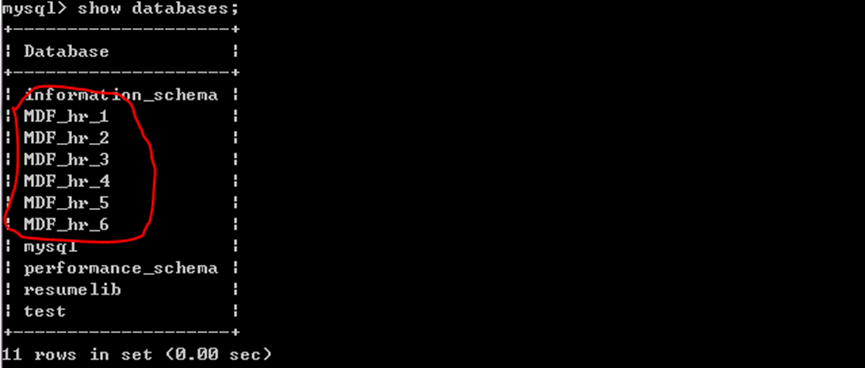 mysql> show databases;
+--------------------+
| Database           |
+--------------------+
| information_schema |
| MDF_hr_1           |
| MDF_hr_2           |
| MDF_hr_3           |
| MDF_hr_4           |
| MDF_hr_5           |
| MDF_hr_6           |
| mysql              |
| performance_schema |
| resumelib          |
| test               |
+--------------------+
11 rows in set (0.00 sec)